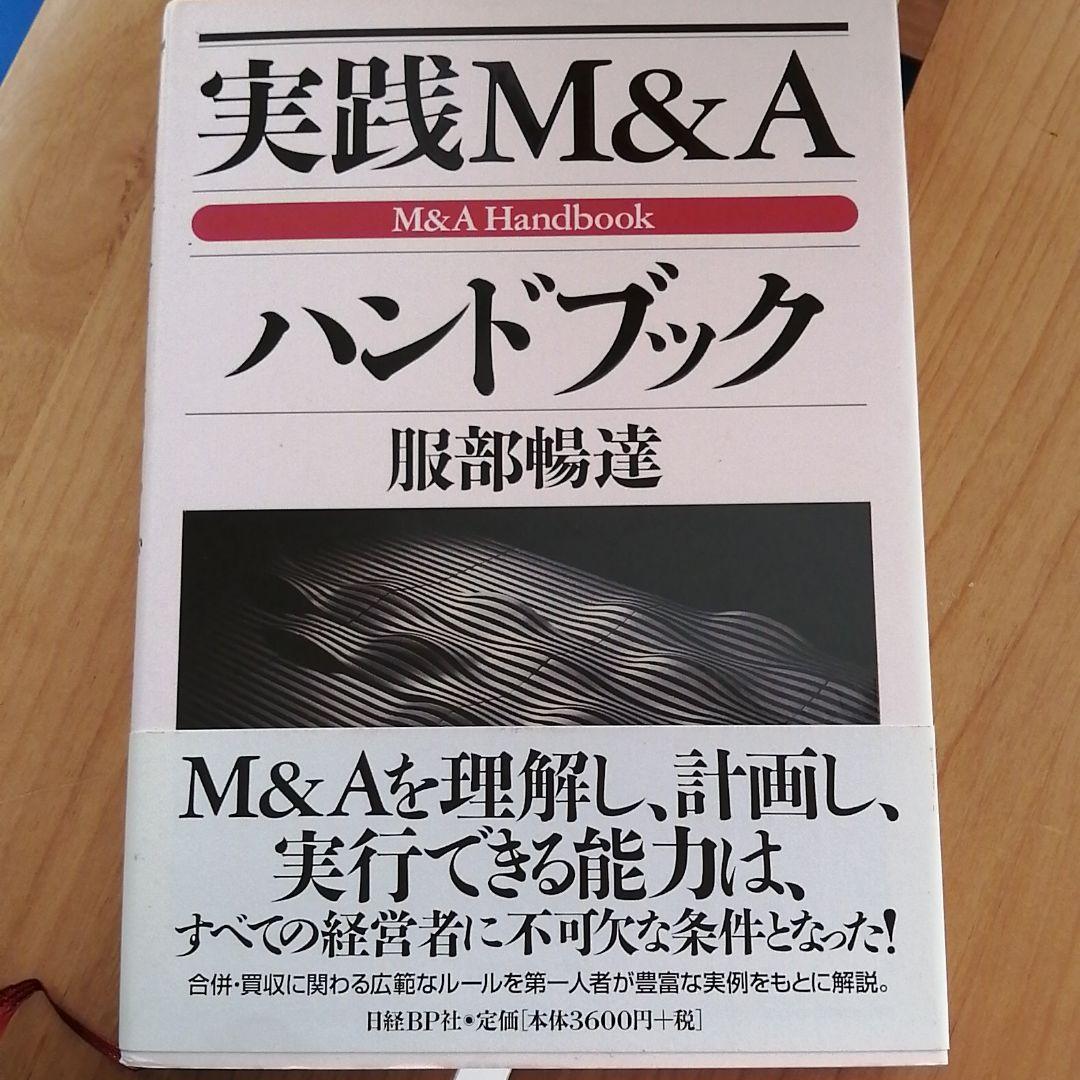 実践M&A
M&A Handbook
ハンドブック
服部暢達
M&Aを理解し、計画し、
実行できる能力は、
すべての経営者に不可欠な条件となった!
合併・買収に関わる広範なルールを第一人者が豊富な実例をもとに解説。
日経BP社●定価[本体3600円+税]